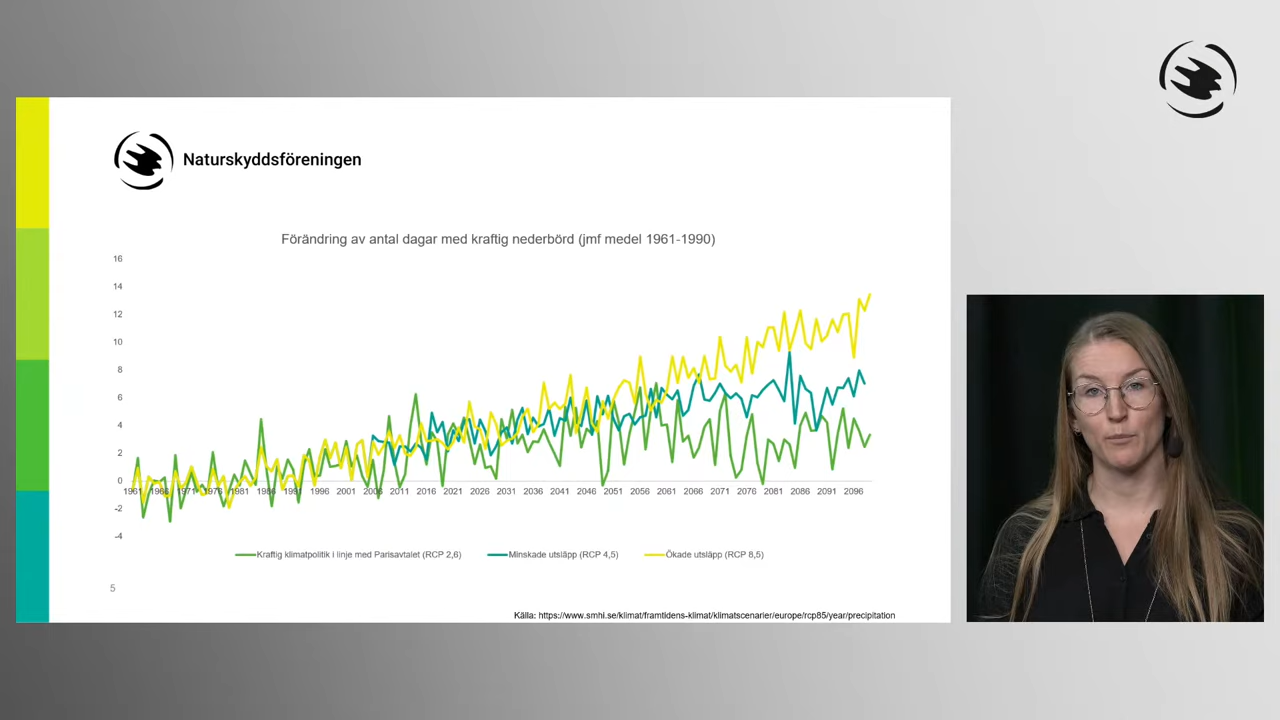 Naturskyddsföreningen
Förändring av antal dagar med kraftig nederbörd (jmf medel 1961-1990)
16
14
12
10
8
6
4
2
0
1961 1966 1971 1976 1981 1986 1991 1996 2001 2006 2011 2016 2021 2026 2031 2036 2041 2046 2051 2056 2061 2066 2071 2076 2081 2086 2091 2096
-2
-4
Kraftig klimatpolitik i linje med Parisavtalet (RCP 2,6) Minskade utsläpp (RCP 4,5) Ökade utsläpp (RCP 8,5)
5
Källa: https://www.smhi.se/klimat/framtidens-klimat/klimatscenarier/europe/rcp85/year/precipitation